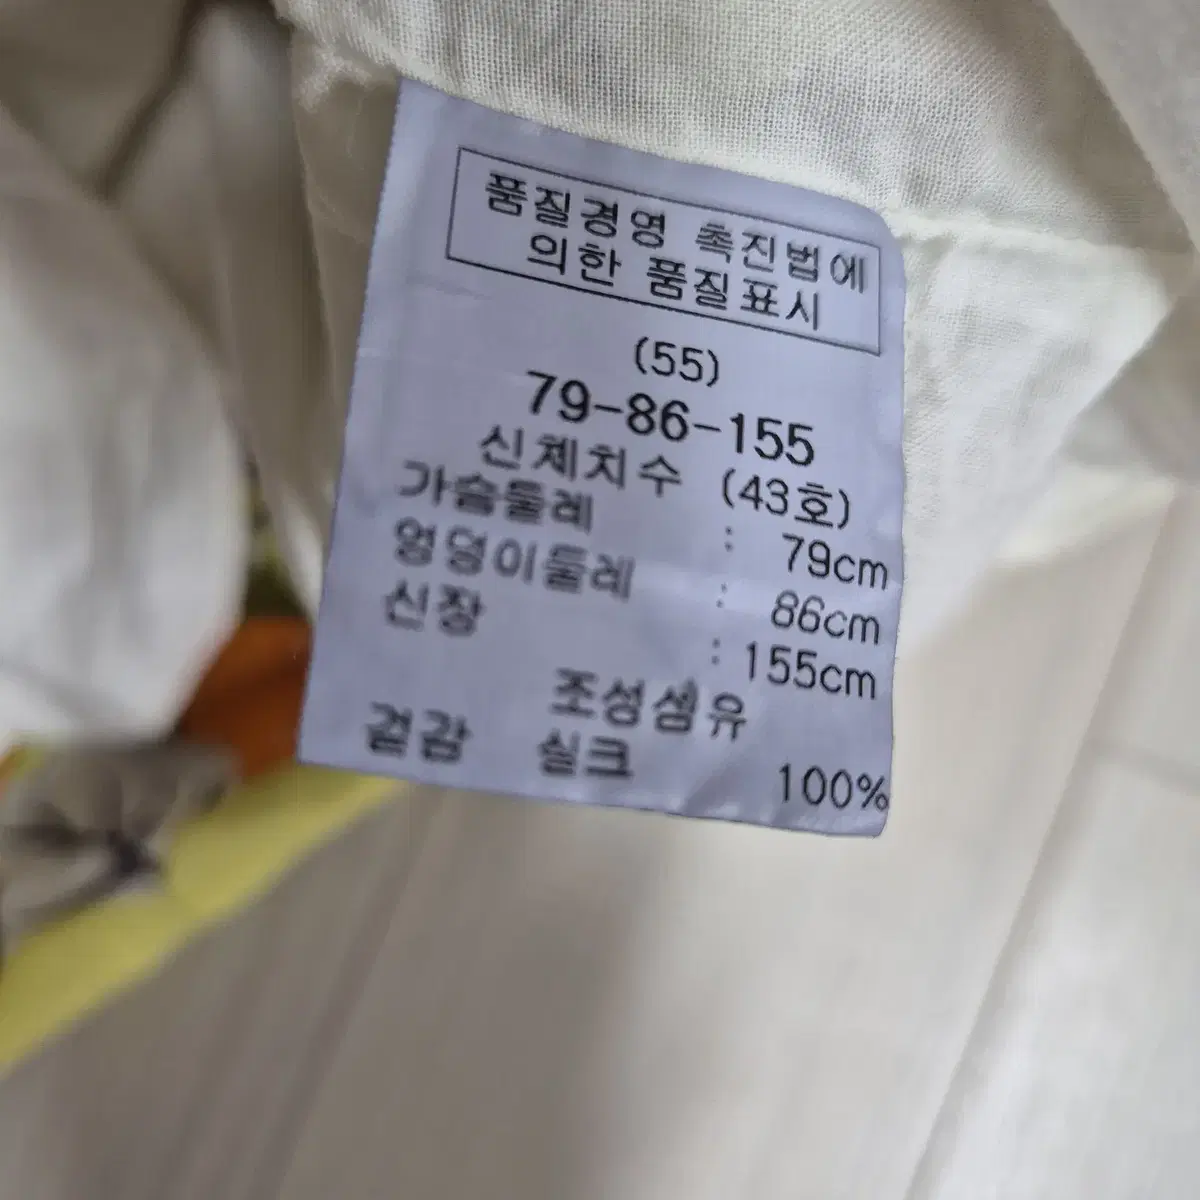 품질경영 촉진법에
의한 품질표시
(55)
79-86-155
신체치수 (43호)
가슴둘레 : 79cm
엉덩이둘레 : 86cm
신장 : 155cm
조성섬유
겉감 실크 100%